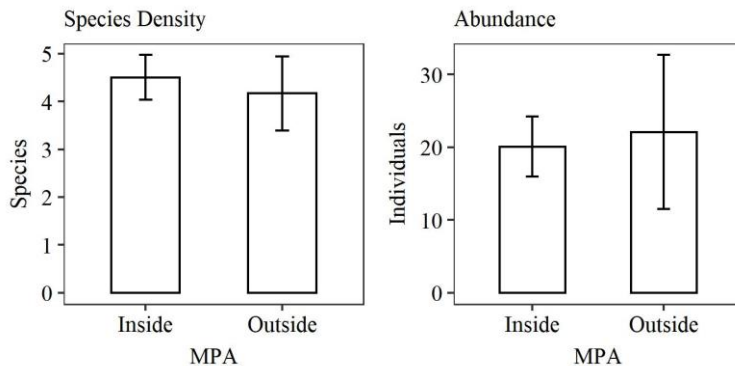 Species Density
Species
5
4
3
2
1
0
Inside
Outside
MPA
Abundance
Individuals
30
20
10
0
Inside
Outside
MPA